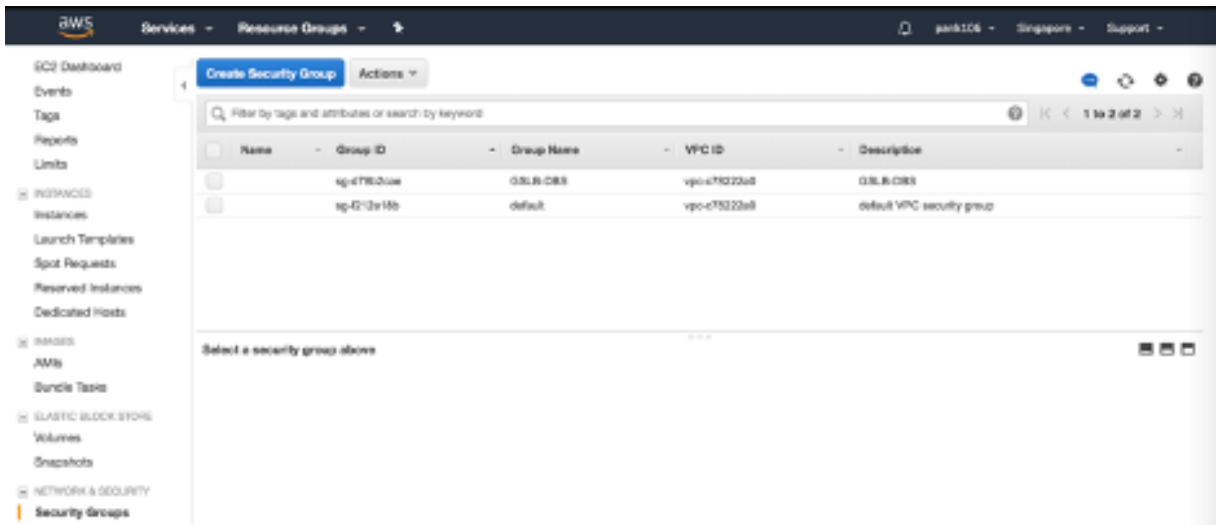 aws Services Resource Groups Singapore Support
EC2 Dashboard
Events
Tags
Reports
Limits
INSTANCES
Instances
Launch Templates
Spot Requests
Reserved Instances
Dedicated Hosts
IMAGES
AMIs
Bundle Tasks
ELASTIC BLOCK STORE
Volumes
Snapshots
NETWORK & SECURITY
Security Groups
Create Security Group Actions
Filter by tags and attributes or search by keyword 1 to 2 of 2
Name Group ID Group Name VPC ID Description
default default VPC security group
Select a security group above